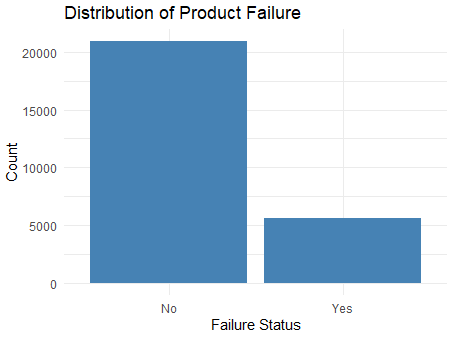 Distribution of Product Failure
Count
20000
15000
10000
5000
0
No
Yes
Failure Status